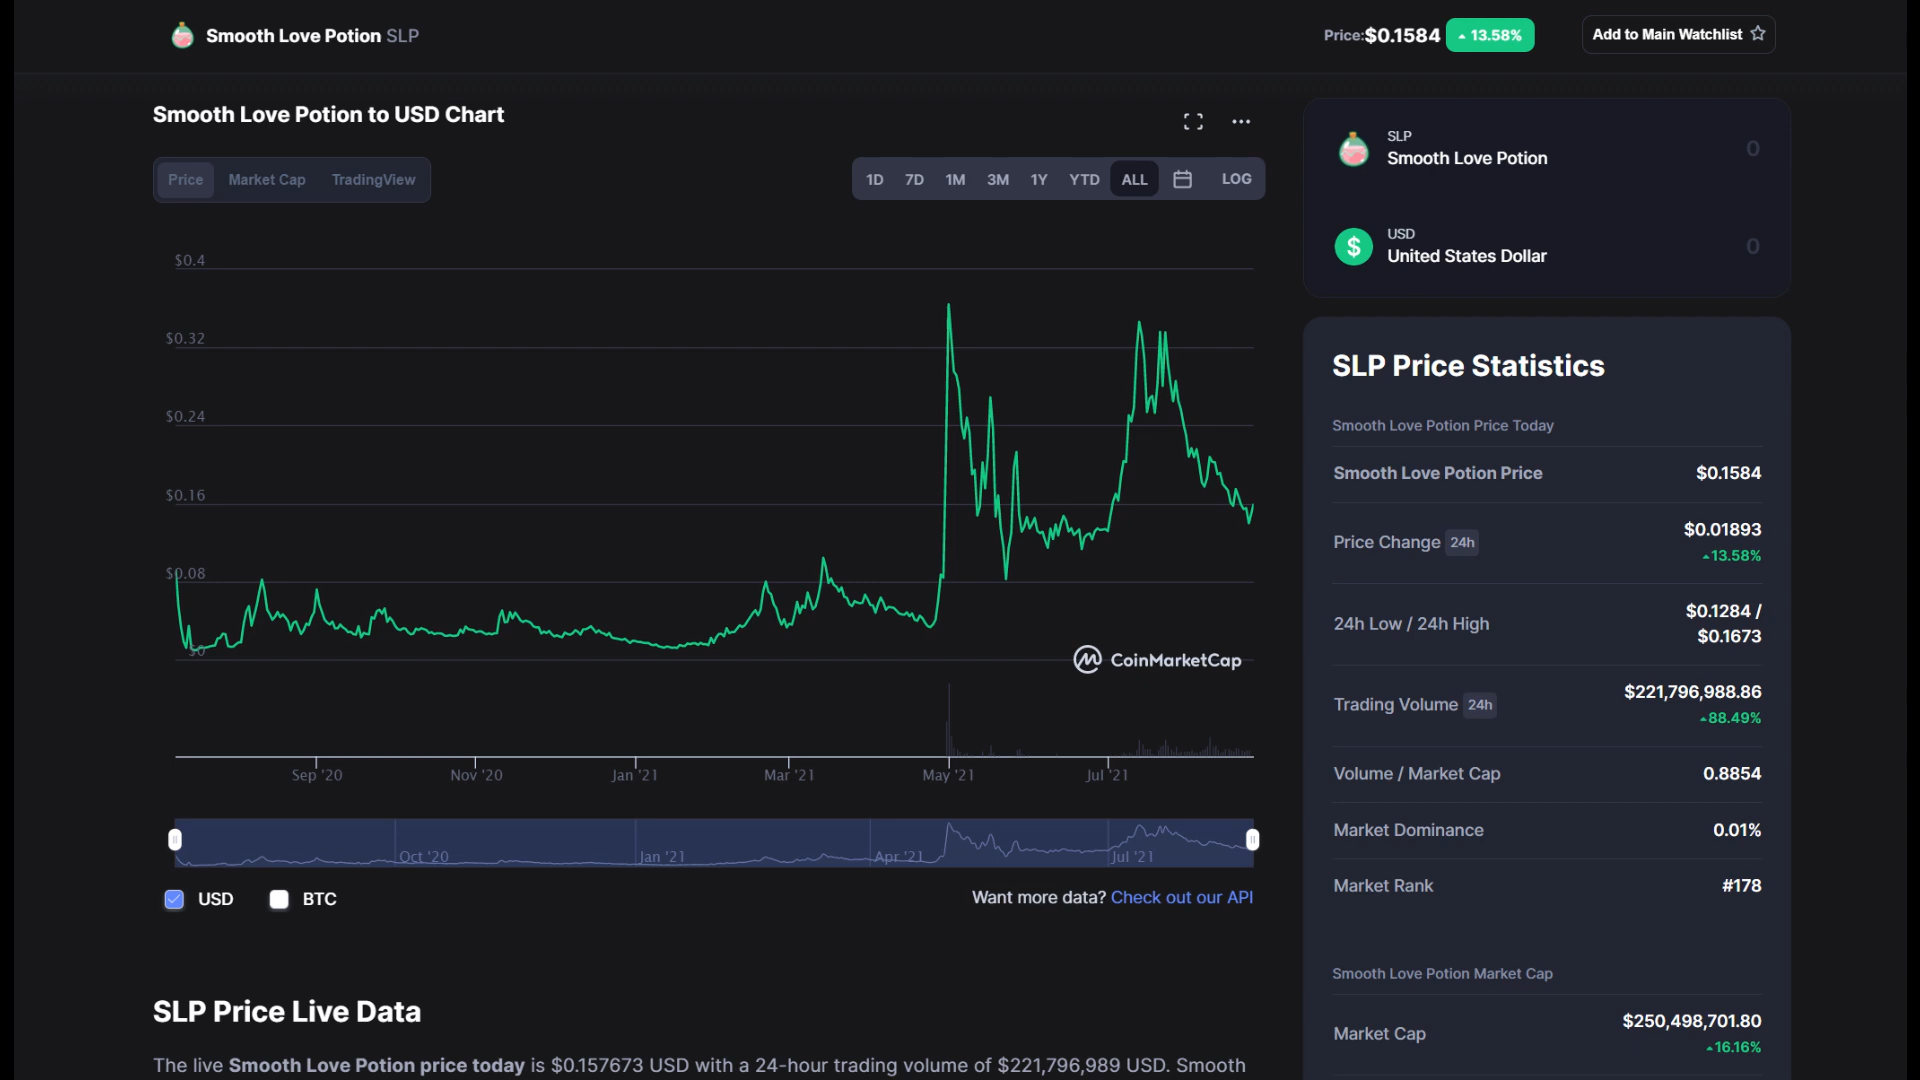 Smooth Love Potion SLP
Price:$0.1584 13.58%
Add to Main Watchlist
Smooth Love Potion to USD Chart
Price Market Cap TradingView
1D 7D 1M 3M 1Y YTD ALL LOG
$0.4
$0.32
$0.24
$0.16
$0.08
$0
CoinMarketCap
Sep '20 Nov '20 Jan '21 Mar '21 May '21 Jul '21
Oct '20 Jan '21 Apr '21 Jul '21
USD BTC
Want more data? Check out our API
SLP Price Live Data
The live Smooth Love Potion price today is $0.157673 USD with a 24-hour trading volume of $221,796,989 USD. Smooth
SLP
Smooth Love Potion 0
USD
$ United States Dollar 0
SLP Price Statistics
Smooth Love Potion Price Today
Smooth Love Potion Price $0.1584
Price Change 24h $0.01893
13.58%
24h Low / 24h High $0.1284 /
$0.1673
Trading Volume 24h $221,796,988.86
88.49%
Volume / Market Cap 0.8854
Market Dominance 0.01%
Market Rank #178
Smooth Love Potion Market Cap
Market Cap $250,498,701.80
16.16%